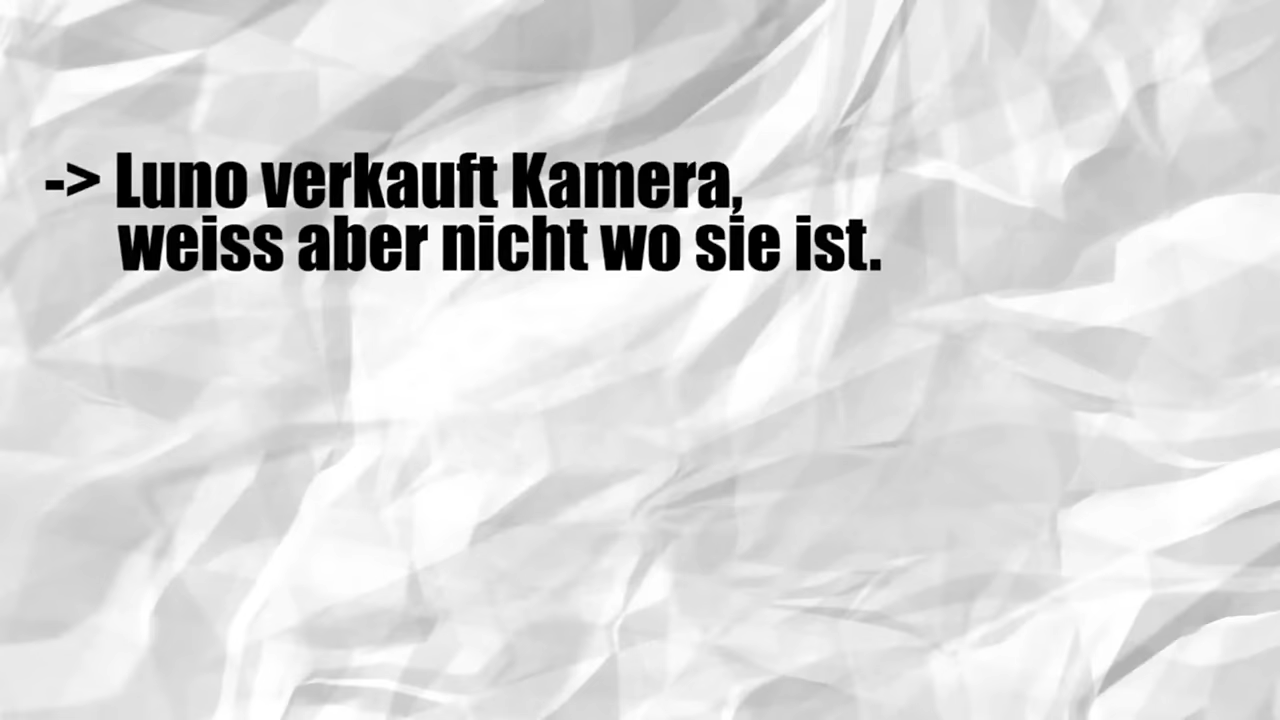 -> Luno verkauft Kamera,
weiss aber nicht wo sie ist.